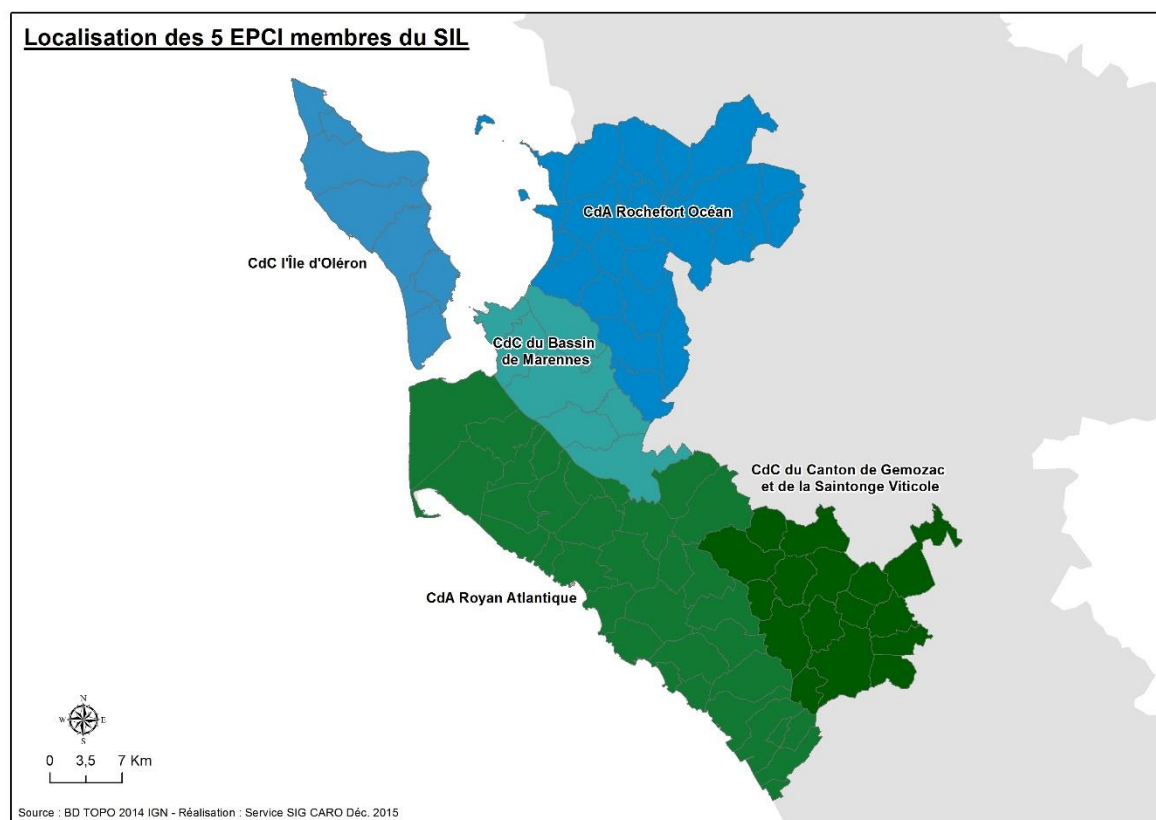 Localisation des 5 EPCI membres du SIL
CdA Rochefort Océan
CdC l'Île d'Oléron
CdC du Bassin
de Marennes
CdC du Canton de Gemozac
et de la Saintonge Viticole
CdA Royan Atlantique
N
W E
S
0 3,5 7 Km
Source : BD TOPO 2014 IGN - Réalisation : Service SIG CARO Déc. 2015